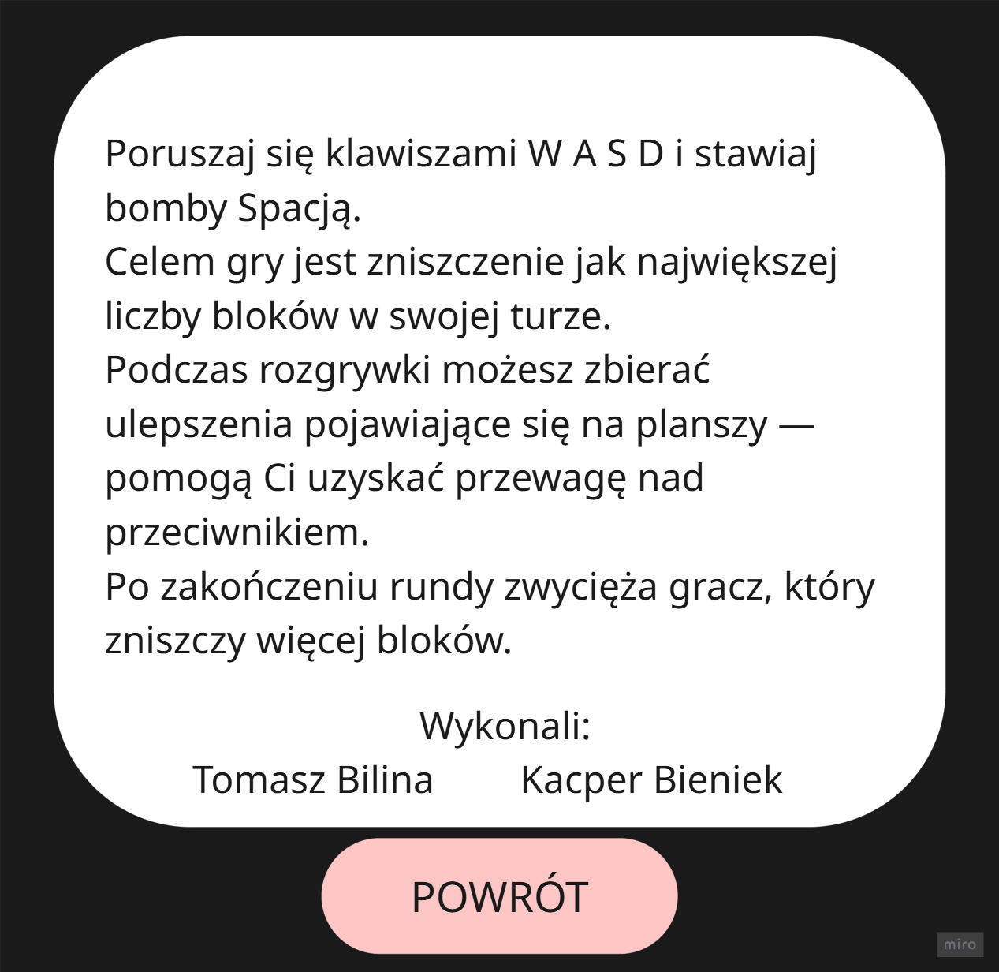 Poruszaj się klawiszami W A S D i stawiaj
bomby Spacją.
Celem gry jest zniszczenie jak największej
liczby bloków w swojej turze.
Podczas rozgrywki możesz zbierać
ulepszenia pojawiające się na planszy —
pomogą Ci uzyskać przewagę nad
przeciwnikiem.
Po zakończeniu rundy zwycięża gracz, który
zniszczy więcej bloków.
Wykonali:
Tomasz Bilina Kacper Bieniek
POWRÓT
miro